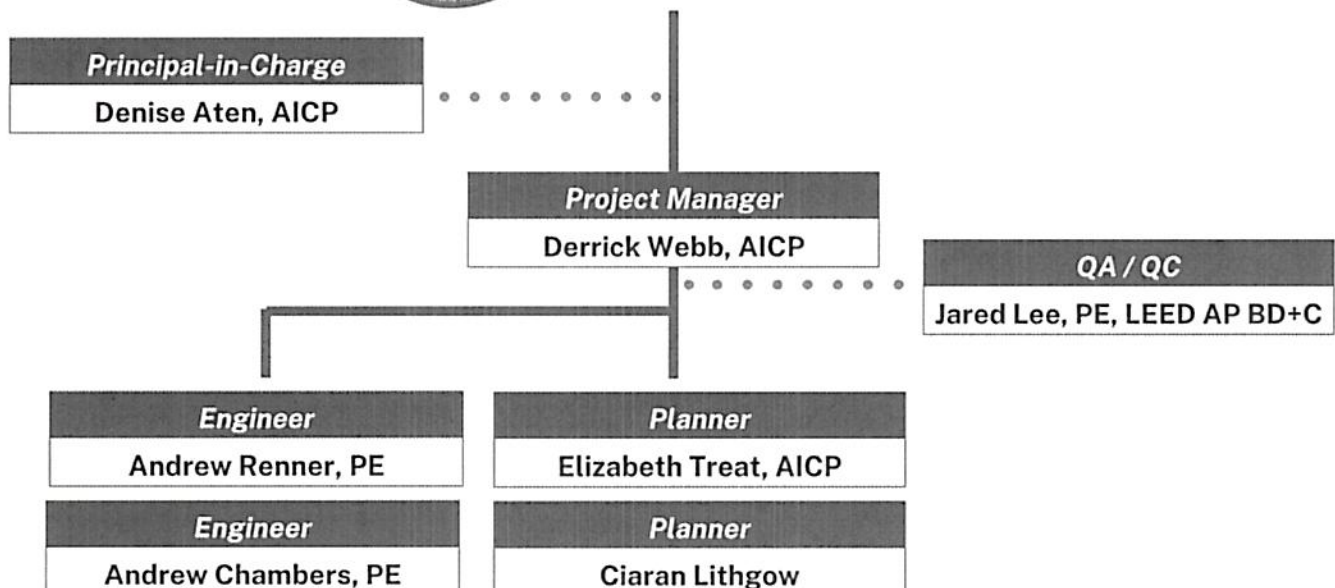 Principal-in-Charge
Denise Aten, AICP
Project Manager
Derrick Webb, AICP
QA / QC
Jared Lee, PE, LEED AP BD+C
Engineer
Andrew Renner, PE
Planner
Elizabeth Treat, AICP
Engineer
Andrew Chambers, PE
Planner
Ciaran Lithgow